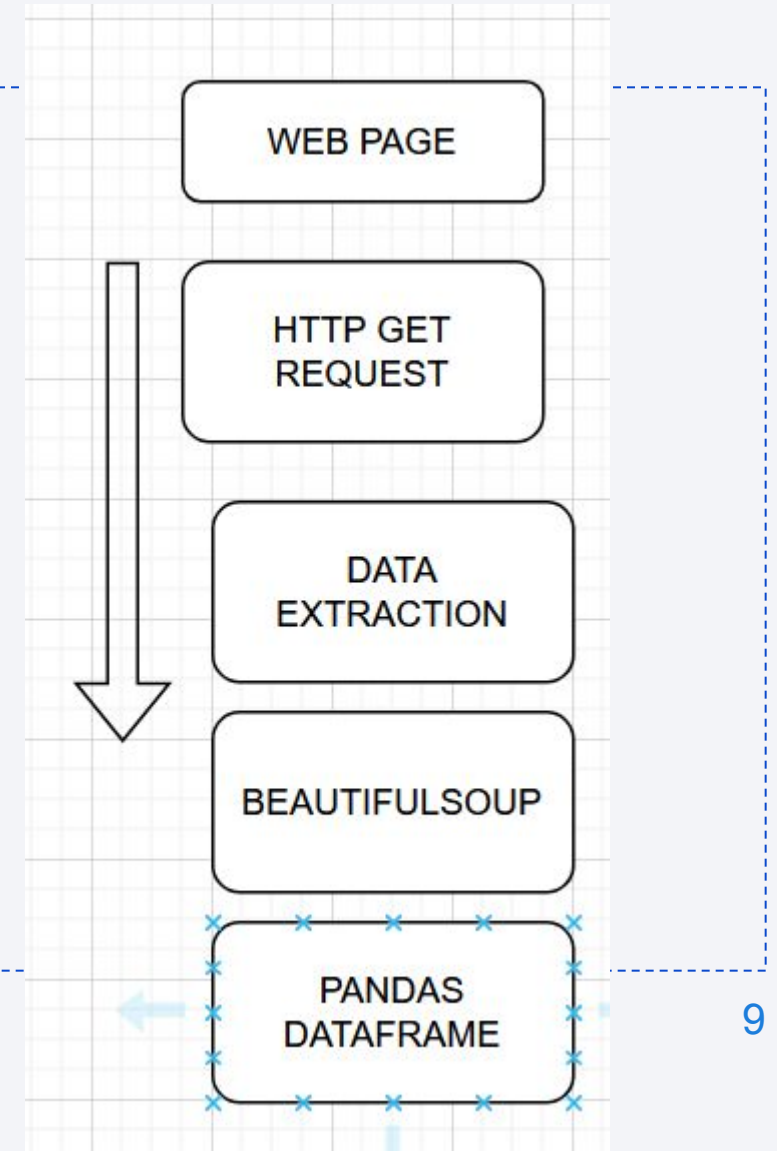 WEB PAGE
HTTP GET
REQUEST
DATA
EXTRACTION
BEAUTIFULSOUP
PANDAS
DATAFRAME
9